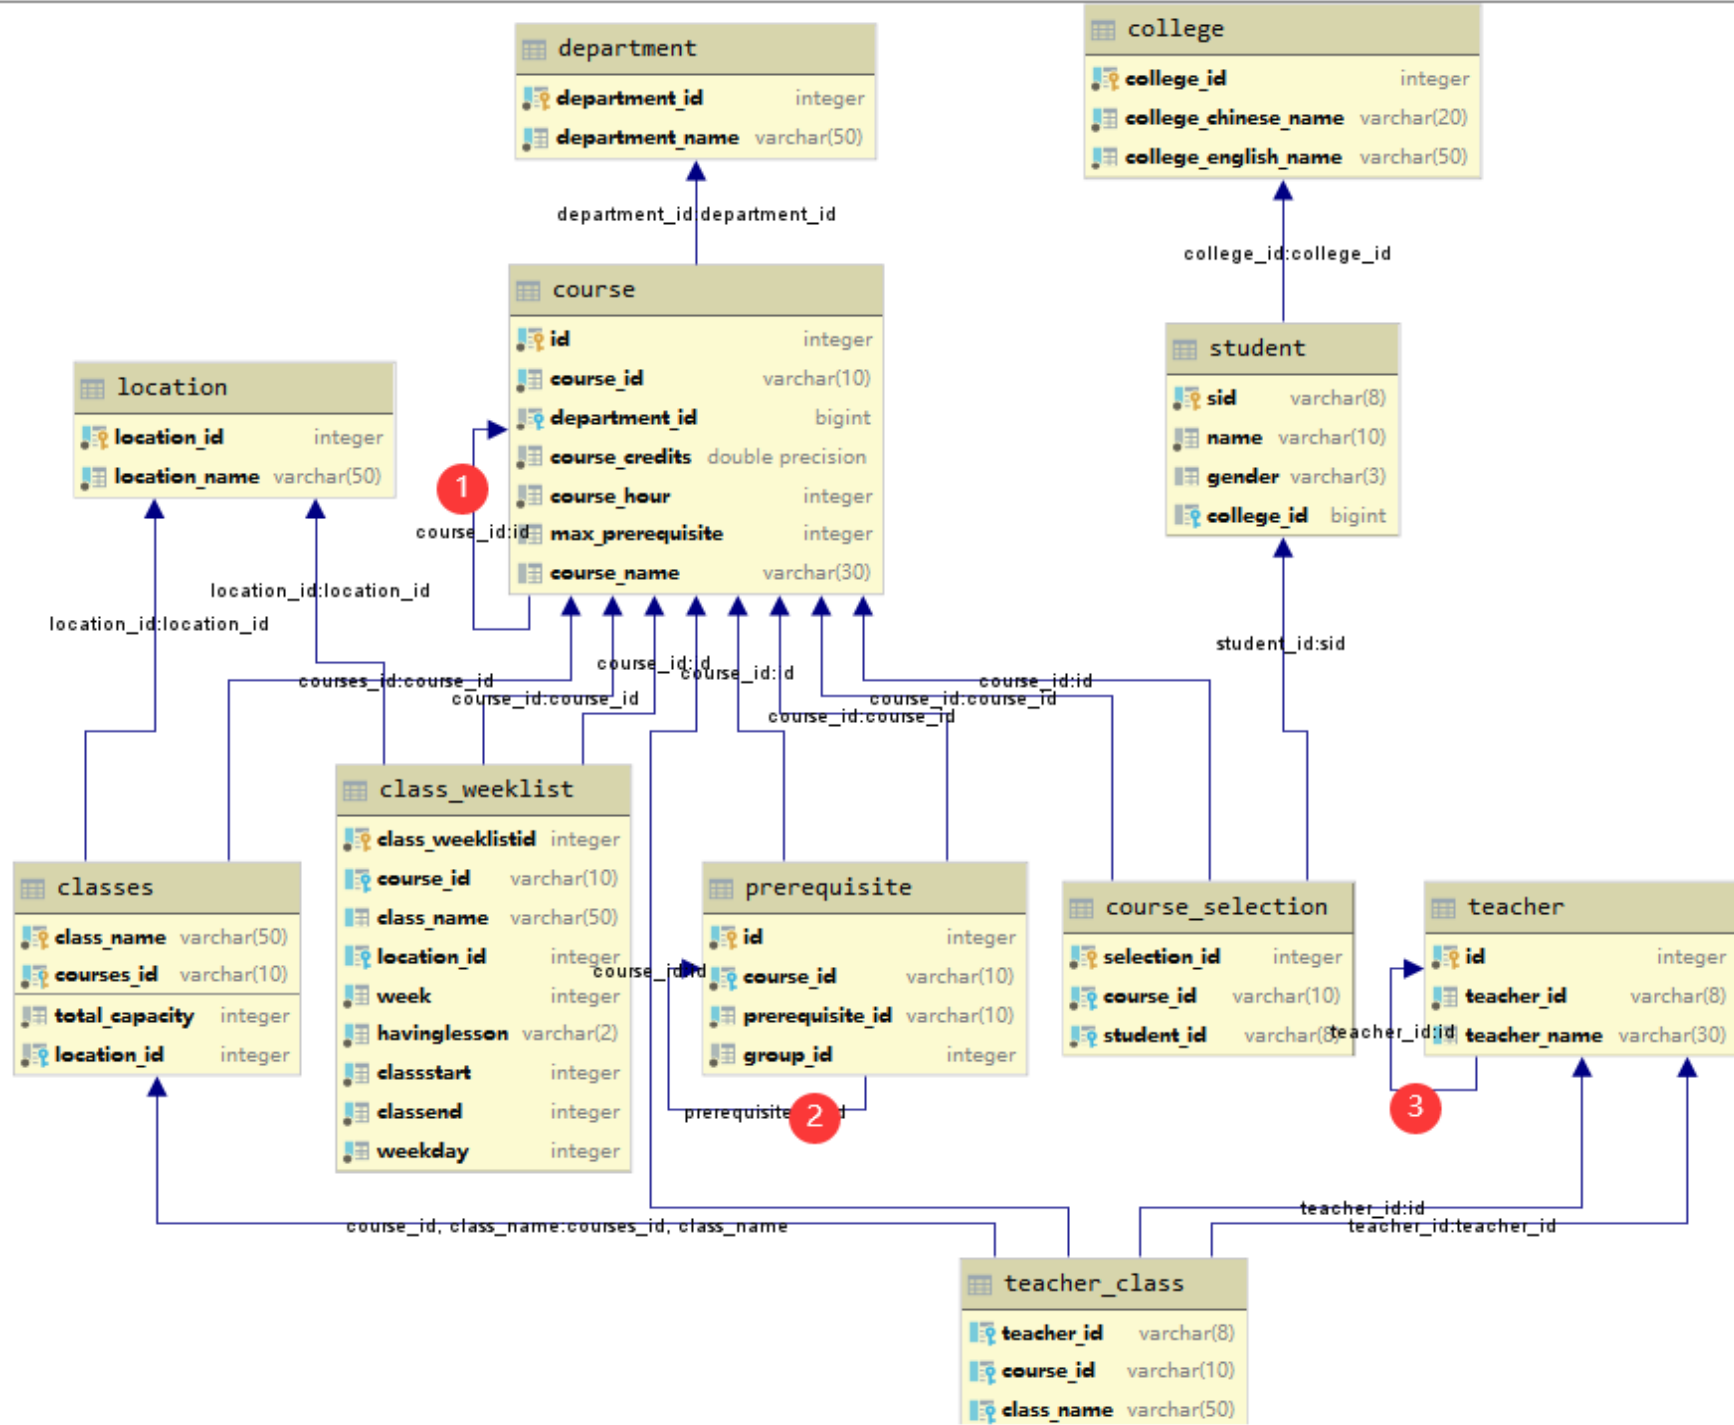 department
department_id integer
department_name varchar(50)
college
college_id integer
college_chinese_name varchar(20)
college_english_name varchar(50)
department_id:department_id
college_id:college_id
course
id integer
course_id varchar(10)
department_id bigint
course_credits double precision
course_hour integer
max_prerequisite integer
course_name varchar(30)
1
course_id:id
location
location_id integer
location_name varchar(50)
student
sid varchar(8)
name varchar(10)
gender varchar(3)
college_id bigint
location_id:location_id
location_id:location_id
student_id:sid
courses_id:course_id
course_id:course_id
course_id:id
course_id:id
course_id:course_id
course_id:course_id
course_id:id
classes
class_name varchar(50)
courses_id varchar(10)
total_capacity integer
location_id integer
class_weeklist
class_weeklistid integer
course_id varchar(10)
class_name varchar(50)
location_id integer
week integer
havinglesson varchar(2)
classstart integer
classend integer
weekday integer
prerequisite
id integer
course_id varchar(10)
prerequisite_id varchar(10)
group_id integer
course_id:id
2
course_selection
selection_id integer
course_id varchar(10)
student_id varchar(8)
teacher
id integer
teacher_id varchar(8)
teacher_name varchar(30)
teacher_id:id
3
course_id, class_name:courses_id, class_name
teacher_id:id
teacher_id:teacher_id
teacher_class
teacher_id varchar(8)
course_id varchar(10)
class_name varchar(50)